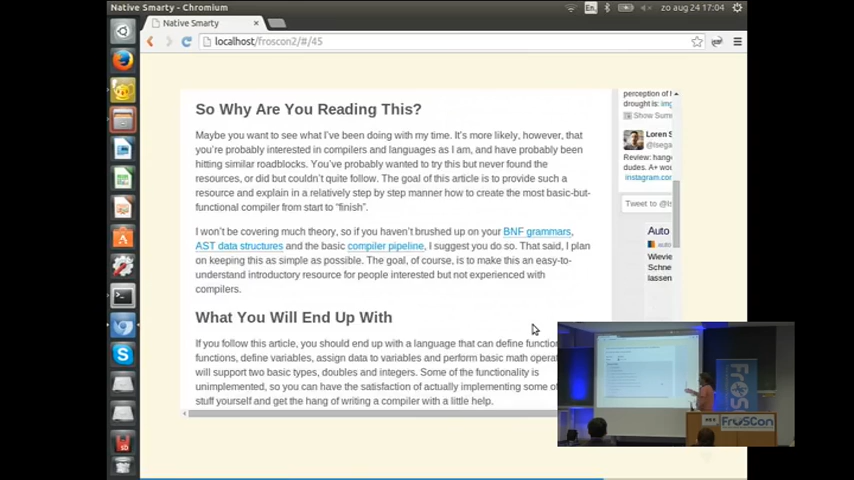 Native Smarty - Chromium
En
zo aug 24 17:04
Native Smarty
localhost/froscon2/#/45
So Why Are You Reading This?
Maybe you want to see what I've been doing with my time. It's more likely, however, that
you're probably interested in compilers and languages as I am, and have probably been
hitting similar roadblocks. You've probably wanted to try this but never found the
resources, or did but couldn't quite follow. The goal of this article is to provide such a
resource and explain in a relatively step by step manner how to create the most basic-but-
functional compiler from start to "finish".
I won't be covering much theory, so if you haven't brushed up on your BNF grammars,
AST data structures and the basic compiler pipeline, I suggest you do so. That said, I plan
on keeping this as simple as possible. The goal, of course, is to make this an easy-to-
understand introductory resource for people interested but not experienced with
compilers.
What You Will End Up With
If you follow this article, you should end up with a language that can define
functions, define variables, assign data to variables and perform basic math
will support two basic types, doubles and integers. Some of the functionality is
unimplemented, so you can have the satisfaction of actually implementing some of
stuff yourself and get the hang of writing a compiler with a little help.
perception of
drought is:
Show
Loren S
Review:
dudes. A+
instagram.com
Tweet to
Auto
Wievie
Schne
lassen
FrOSCon